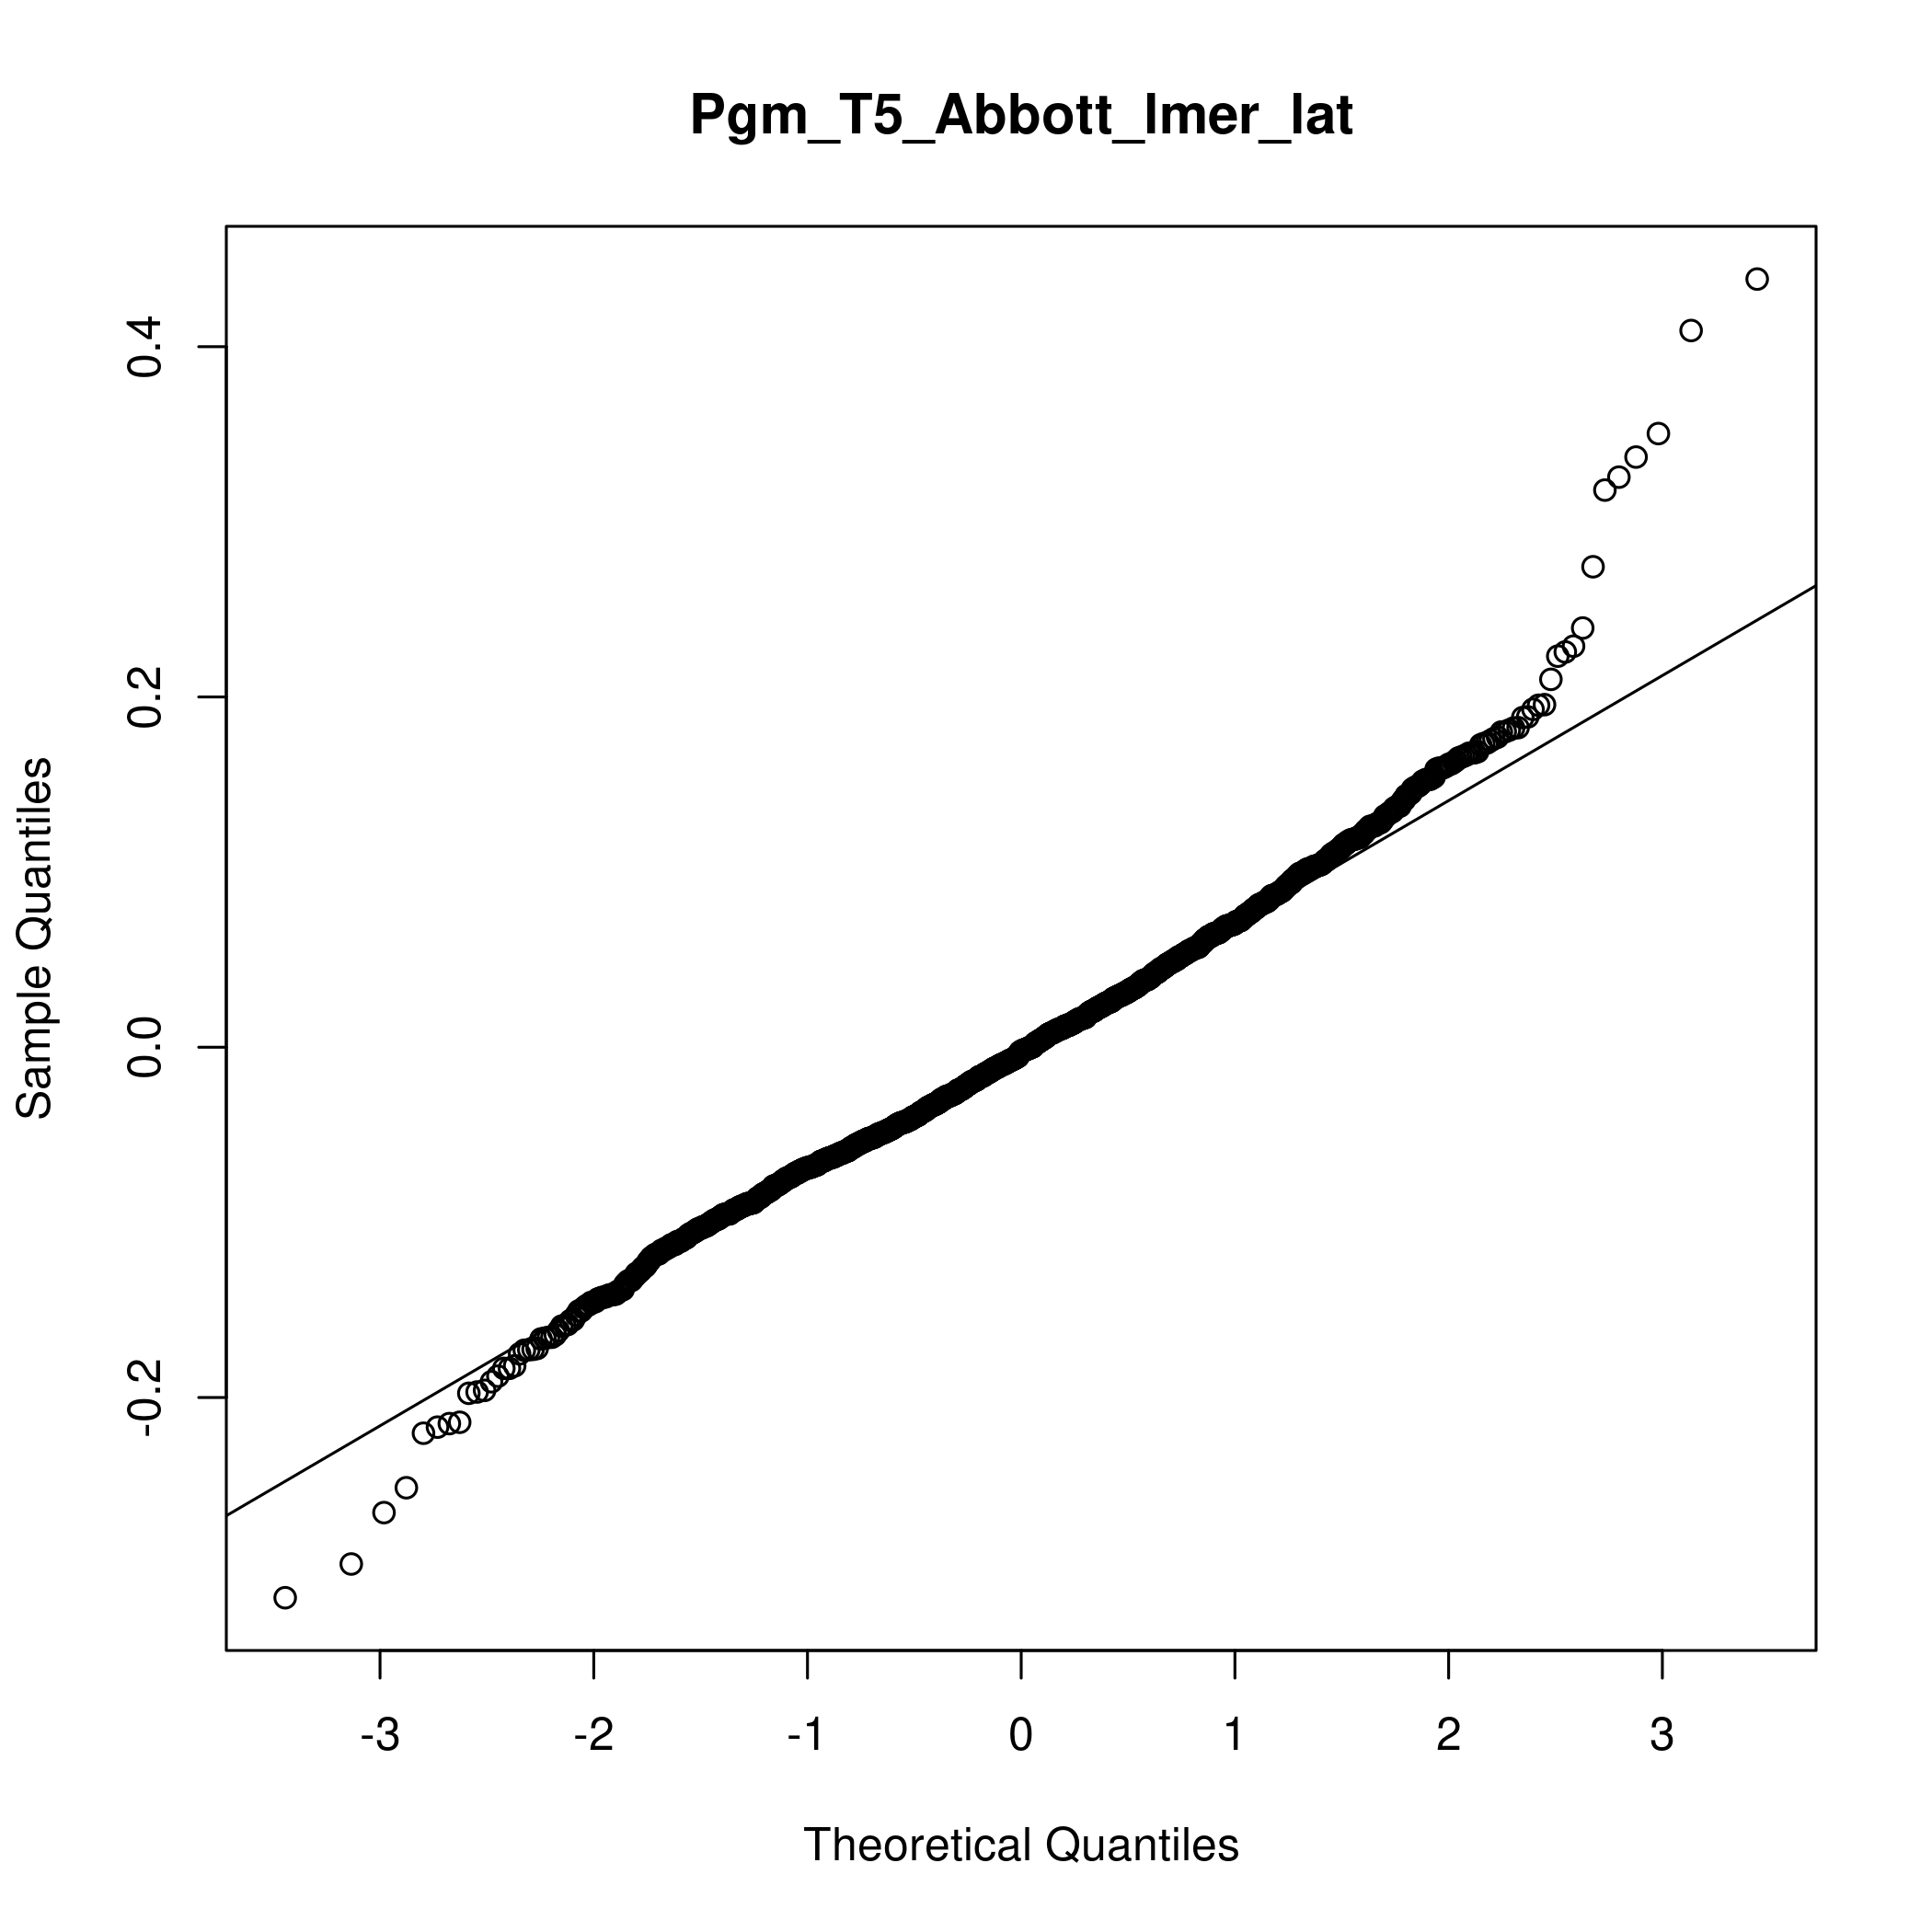 Pgm_T5_Abbott_lmer_lat
0.4
0.2
0.0
-0.2
Sample Quantiles
-3 -2 -1 0 1 2 3
Theoretical Quantiles